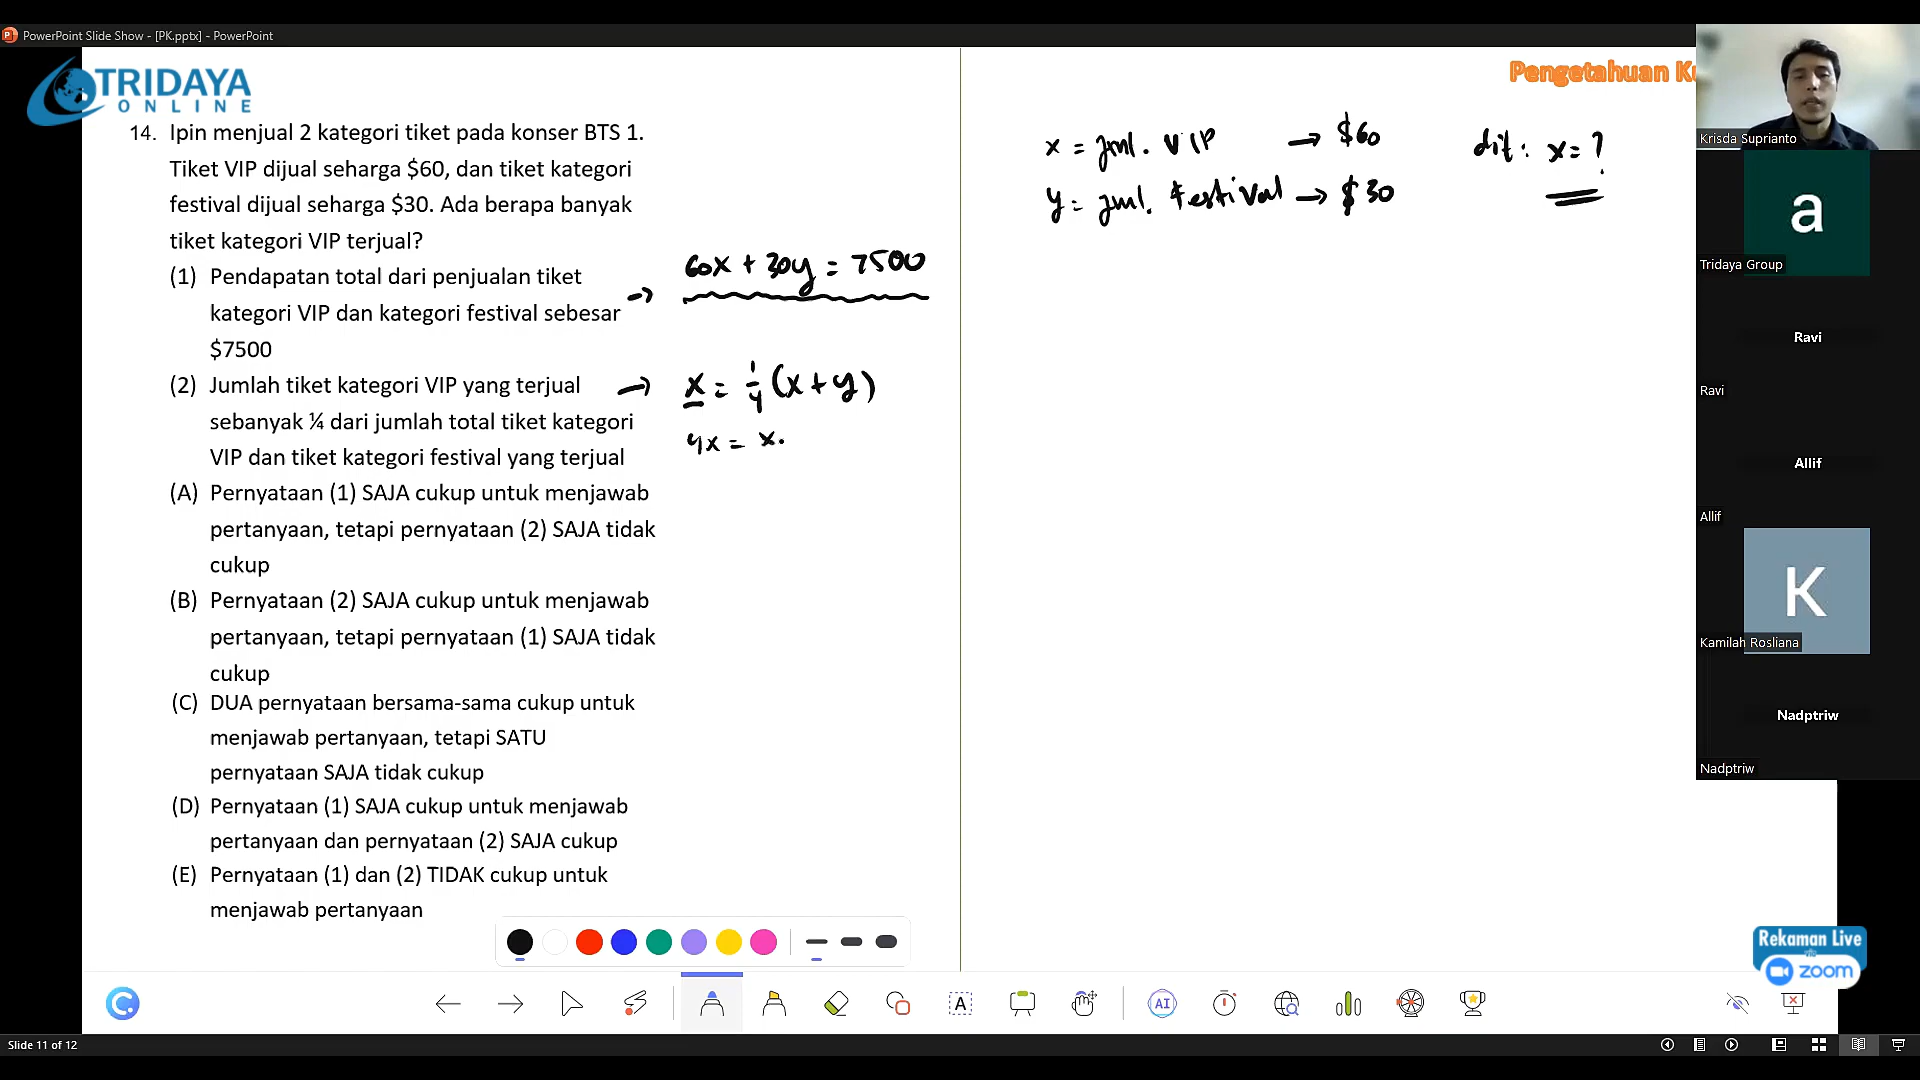 PowerPoint Slide Show - [PK.pptx] - PowerPoint
TRIDAYA
ONLINE
14. Ipin menjual 2 kategori tiket pada konser BTS 1.
Tiket VIP dijual seharga $60, dan tiket kategori
festival dijual seharga $30. Ada berapa banyak
tiket kategori VIP terjual?
(1) Pendapatan total dari penjualan tiket
kategori VIP dan kategori festival sebesar
$7500
(2) Jumlah tiket kategori VIP yang terjual
sebanyak ¼ dari jumlah total tiket kategori
VIP dan tiket kategori festival yang terjual
(A) Pernyataan (1) SAJA cukup untuk menjawab
pertanyaan, tetapi pernyataan (2) SAJA tidak
cukup
(B) Pernyataan (2) SAJA cukup untuk menjawab
pertanyaan, tetapi pernyataan (1) SAJA tidak
cukup
(C) DUA pernyataan bersama-sama cukup untuk
menjawab pertanyaan, tetapi SATU
pernyataan SAJA tidak cukup
(D) Pernyataan (1) SAJA cukup untuk menjawab
pertanyaan dan pernyataan (2) SAJA cukup
(E) Pernyataan (1) dan (2) TIDAK cukup untuk
menjawab pertanyaan
→ 60x + 30y = 7500
→ x = 1/4 (x + y)
4x = x.
Pengetahuan
x = jml. VIP → $60
y = jml. festival → $30
dit: x = ?
Krisda Suprianto
a
Tridaya Group
Ravi
Ravi
Allif
Allif
K
Kamilah Rosliana
Nadptriw
Nadptriw
Rekaman Live
via
zoom
A
AI
Slide 11 of 12